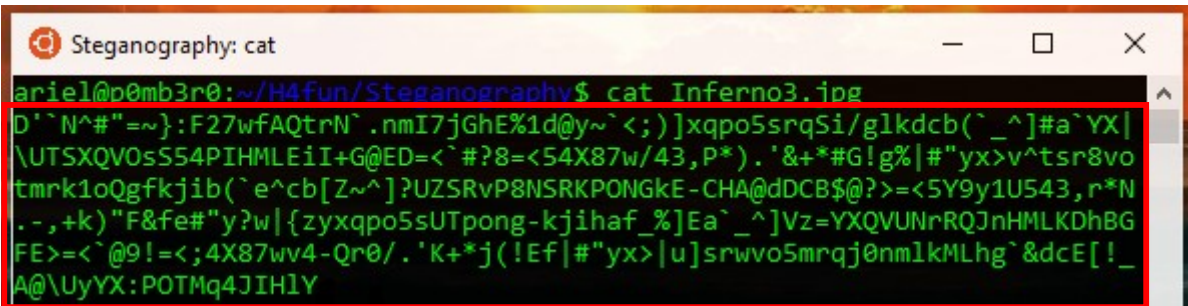 Steganography: cat
ariel@p0mb3r0:~/H4fun/Steganography$ cat Inferno3.jpg
D'``N^#"=~}:F27wfAQtrN`.nmI7jGhE%1d@y~`<;)]xqpo5srqSi/glkdcb(`_^]#a`YX|
\UTSXQVOsS54PIHMLEiI+G@ED=<`#?8=<54X87w/43,P*).'&+*#G!g%|#"yx>v^tsr8vo
tmrk1oQgfkjib(`e^cb[Z~^]?UZSRvP8NSRKPONGkE-CHA@dDCB$@?>=<5Y9y1U543,r*N
.-,+k)"F&fe#"y?w|{zyxqpo5sUTpong-kjihaf_%]Ea`_^]Vz=YXQVUNrRQJnHMLKDhBG
FE>=<`@9!=<;4X87wv4-Qr0/.'K+*j(!Ef|#"yx>|u]srwvo5mrqj0nmlkMLhg`&dcE[!_
A@\UyYX:POTMq4JIHlY